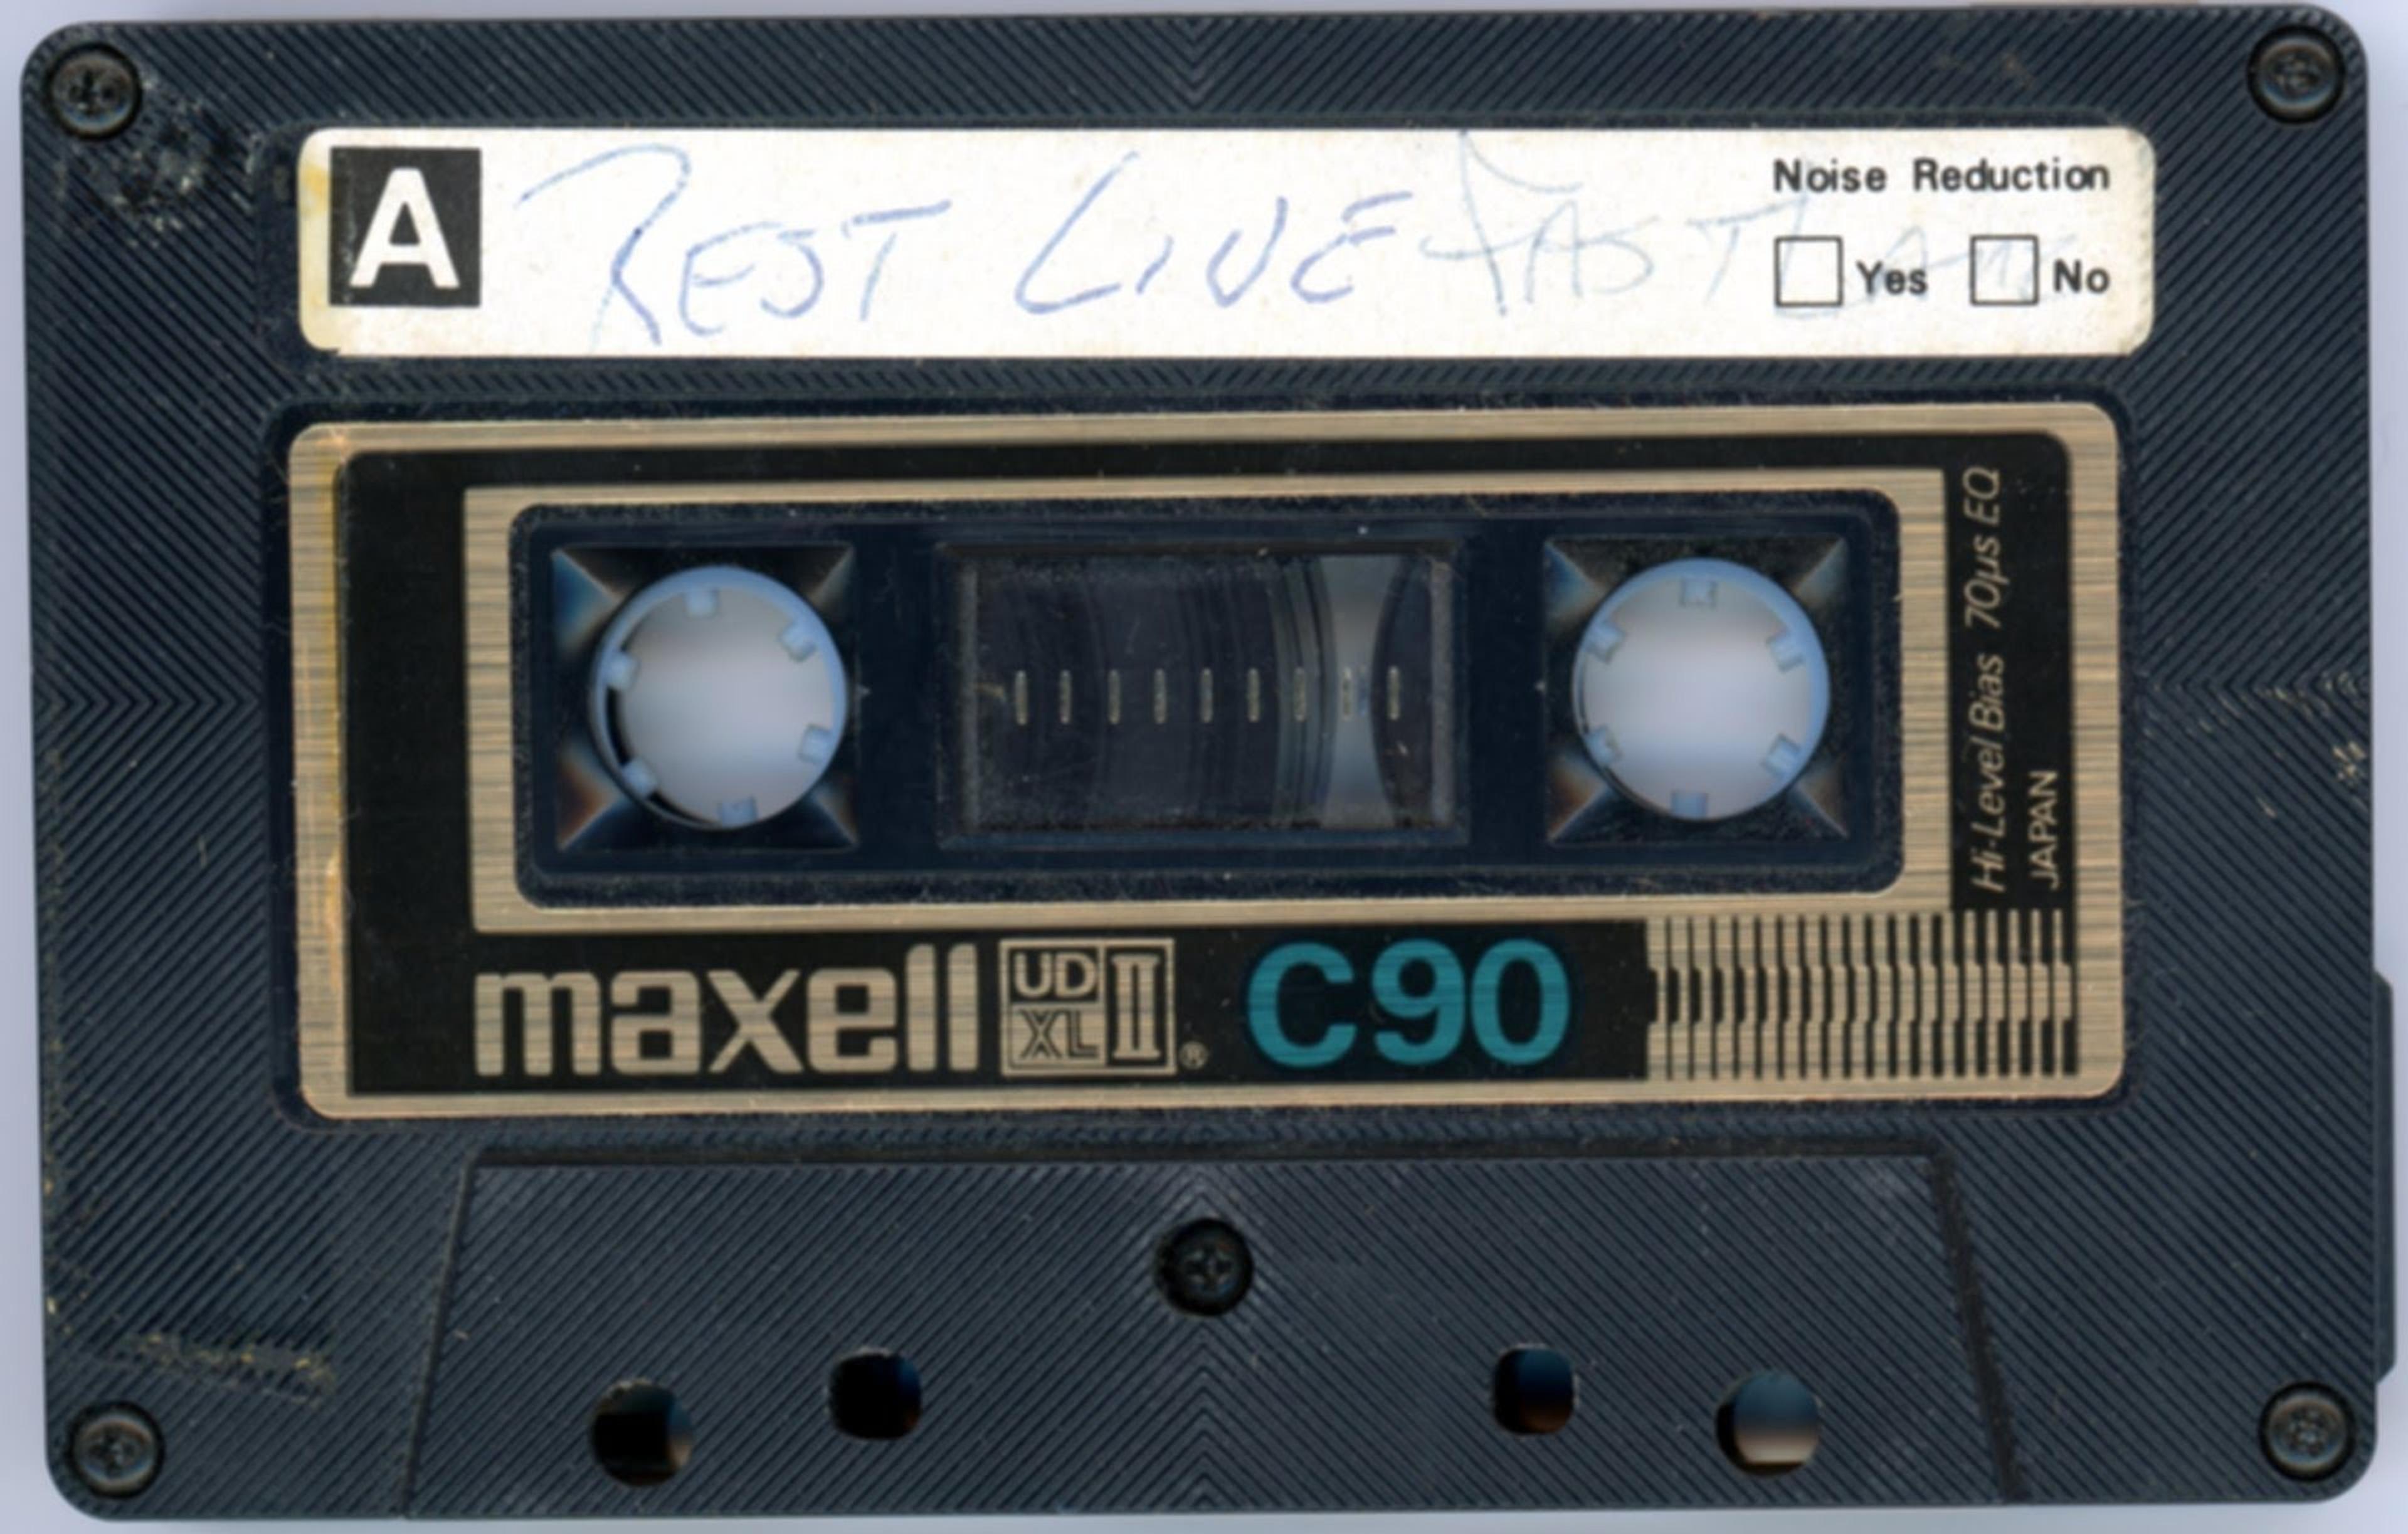 A
REST LIVE FAST
Noise Reduction
Yes No
Hi-Level Bias 70µs EQ
JAPAN
maxell UD XL II ® C90